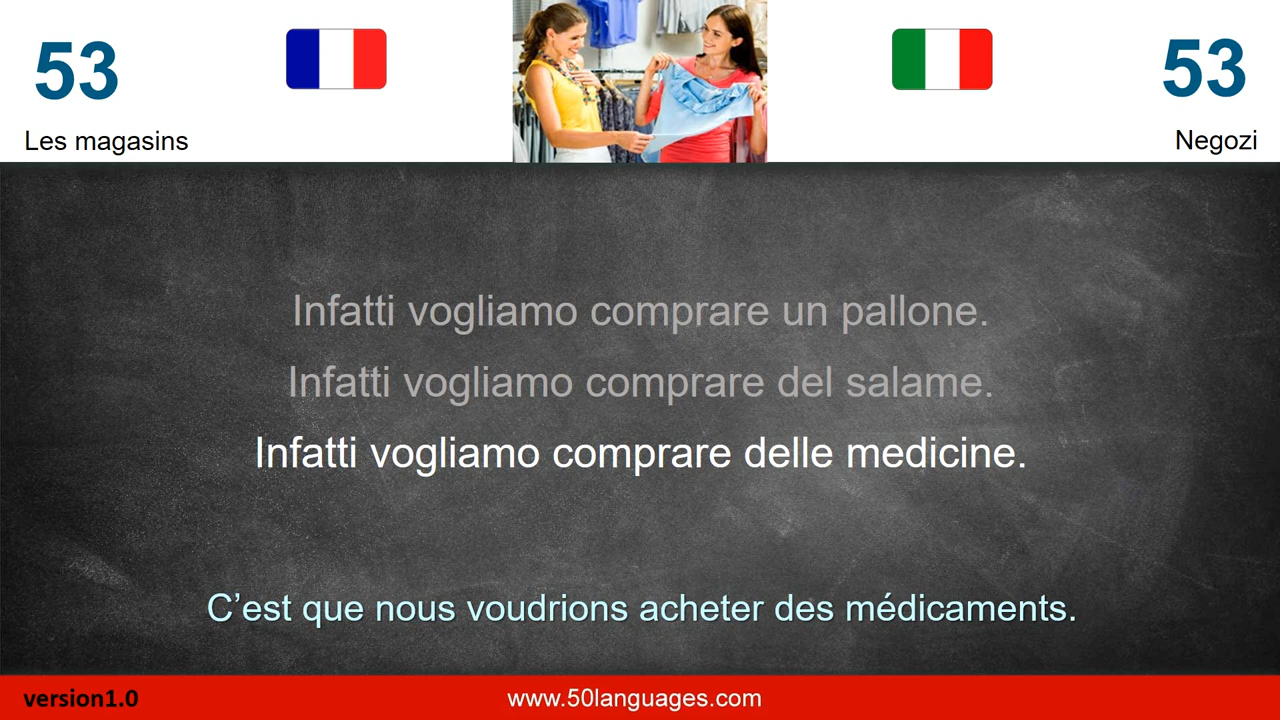 53
53
Les magasins
Negozi
Infatti vogliamo comprare un pallone.
Infatti vogliamo comprare del salame.
Infatti vogliamo comprare delle medicine.
C’est que nous voudrions acheter des médicaments.
version1.0
www.50languages.com